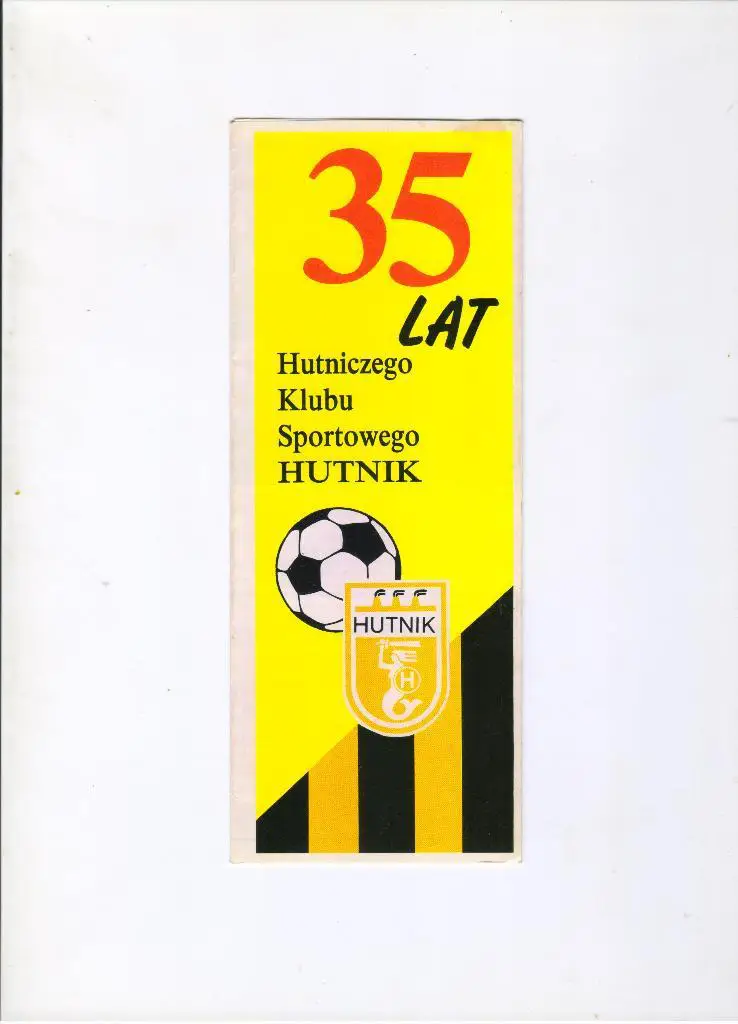 35
LAT
Hutniczego
Klubu
Sportowego
HUTNIK
HUTNIK
H